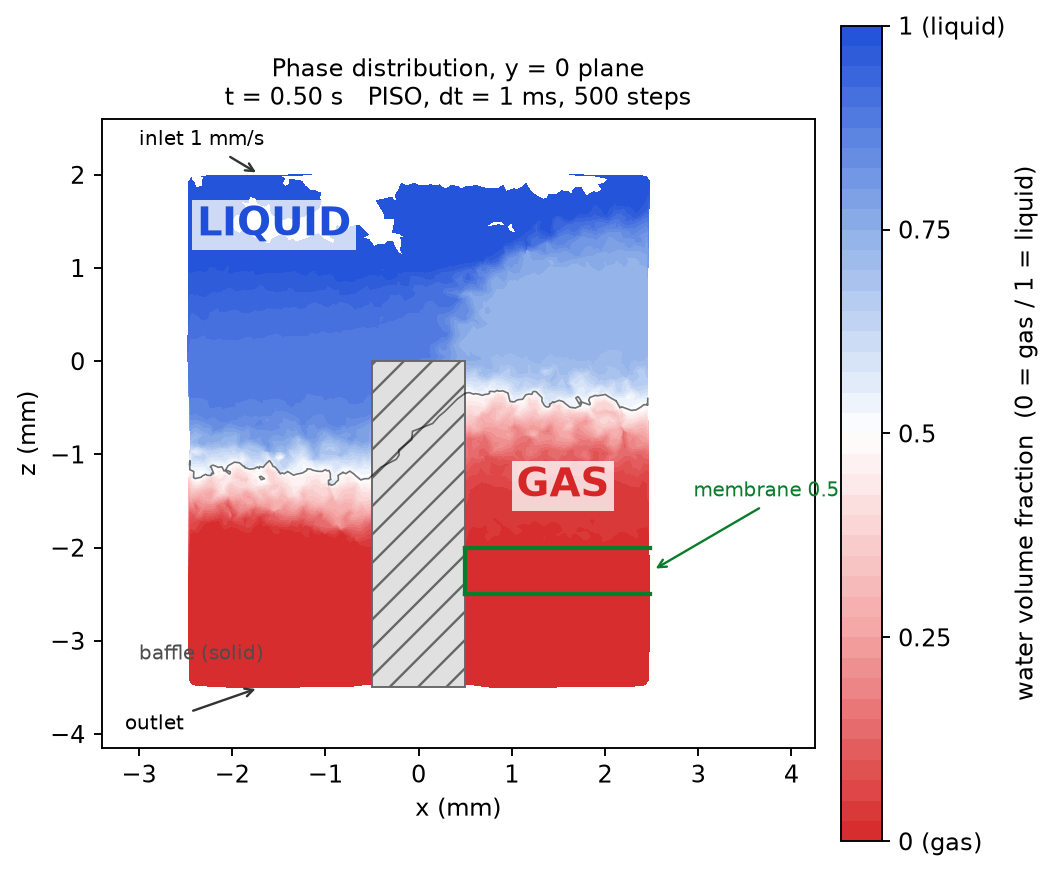 Phase distribution, y = 0 plane
t = 0.50 s   PISO, dt = 1 ms, 500 steps
inlet 1 mm/s
LIQUID
GAS
membrane 0.5
baffle (solid)
outlet
2
1
0
−1
−2
−3
−4
z (mm)
−3 −2 −1 0 1 2 3 4
x (mm)
1 (liquid)
0.75
0.5
0.25
0 (gas)
water volume fraction  (0 = gas / 1 = liquid)